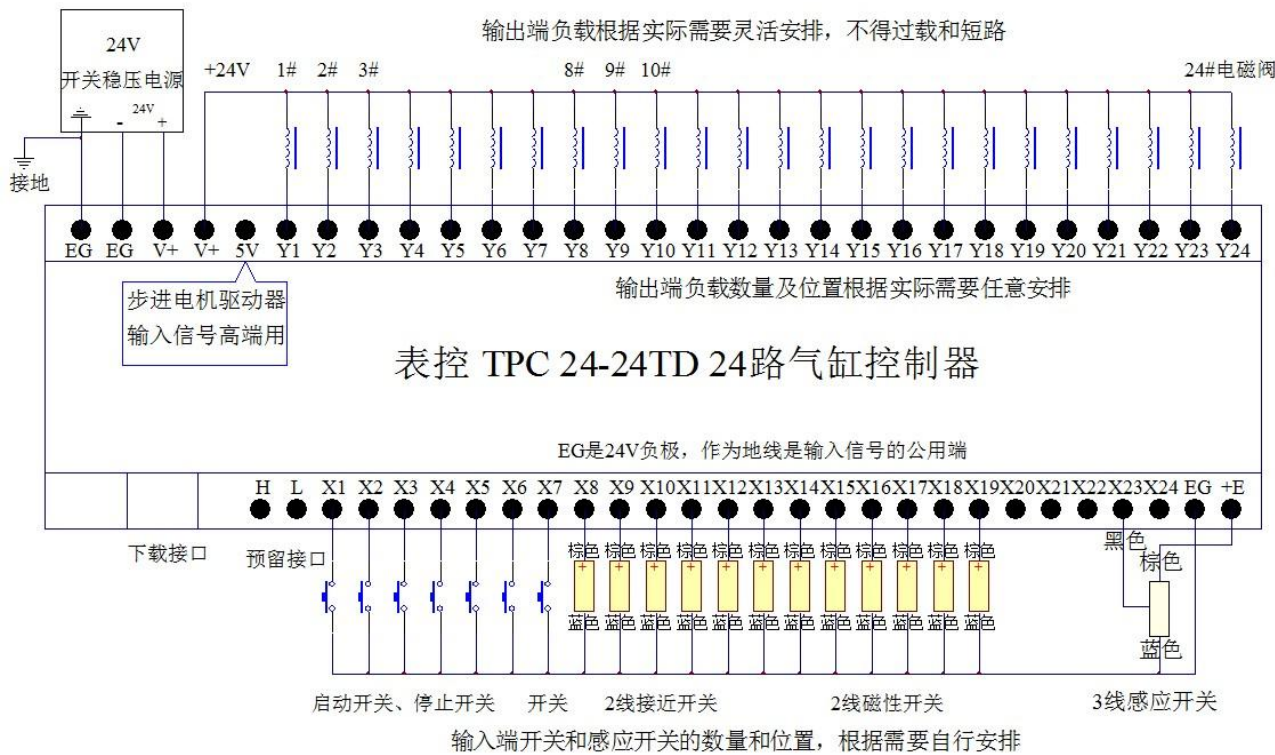 输出端负载根据实际需要灵活安排，不得过载和短路
24V
开关稳压电源
24V
- +
接地
+24V 1# 2# 3# 8# 9# 10# 24#电磁阀
EG EG V+ V+ 5V Y1 Y2 Y3 Y4 Y5 Y6 Y7 Y8 Y9 Y10 Y11 Y12 Y13 Y14 Y15 Y16 Y17 Y18 Y19 Y20 Y21 Y22 Y23 Y24
步进电机驱动器
输入信号高端用
输出端负载数量及位置根据实际需要任意安排
表控 TPC 24-24TD 24路气缸控制器
EG是24V负极，作为地线是输入信号的公用端
H L X1 X2 X3 X4 X5 X6 X7 X8 X9 X10 X11 X12 X13 X14 X15 X16 X17 X18 X19 X20 X21 X22 X23 X24 EG +E
下载接口 预留接口
棕色 棕色 棕色 棕色 棕色 棕色 棕色 棕色 棕色 棕色 棕色 棕色
+ + + + + + + + + + + +
蓝色 蓝色 蓝色 蓝色 蓝色 蓝色 蓝色 蓝色 蓝色 蓝色 蓝色 蓝色
黑色
棕色
蓝色
启动开关、停止开关 开关 2线接近开关 2线磁性开关 3线感应开关
输入端开关和感应开关的数量和位置，根据需要自行安排